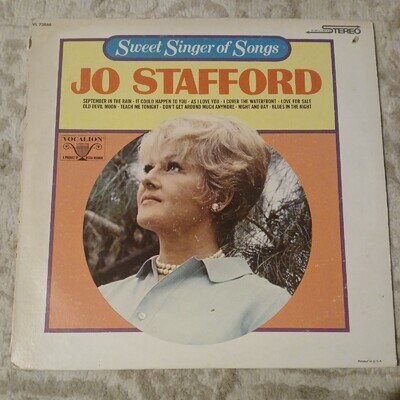 VL 73866
STEREO
Sweet Singer of Songs
JO STAFFORD
SEPTEMBER IN THE RAIN · IT COULD HAPPEN TO YOU · AS I LOVE YOU · I COVER THE WATERFRONT · LOVE FOR SALE
OLD DEVIL MOON · TEACH ME TONIGHT · DON'T GET AROUND MUCH ANYMORE · NIGHT AND DAY · BLUES IN THE NIGHT
VOCALION